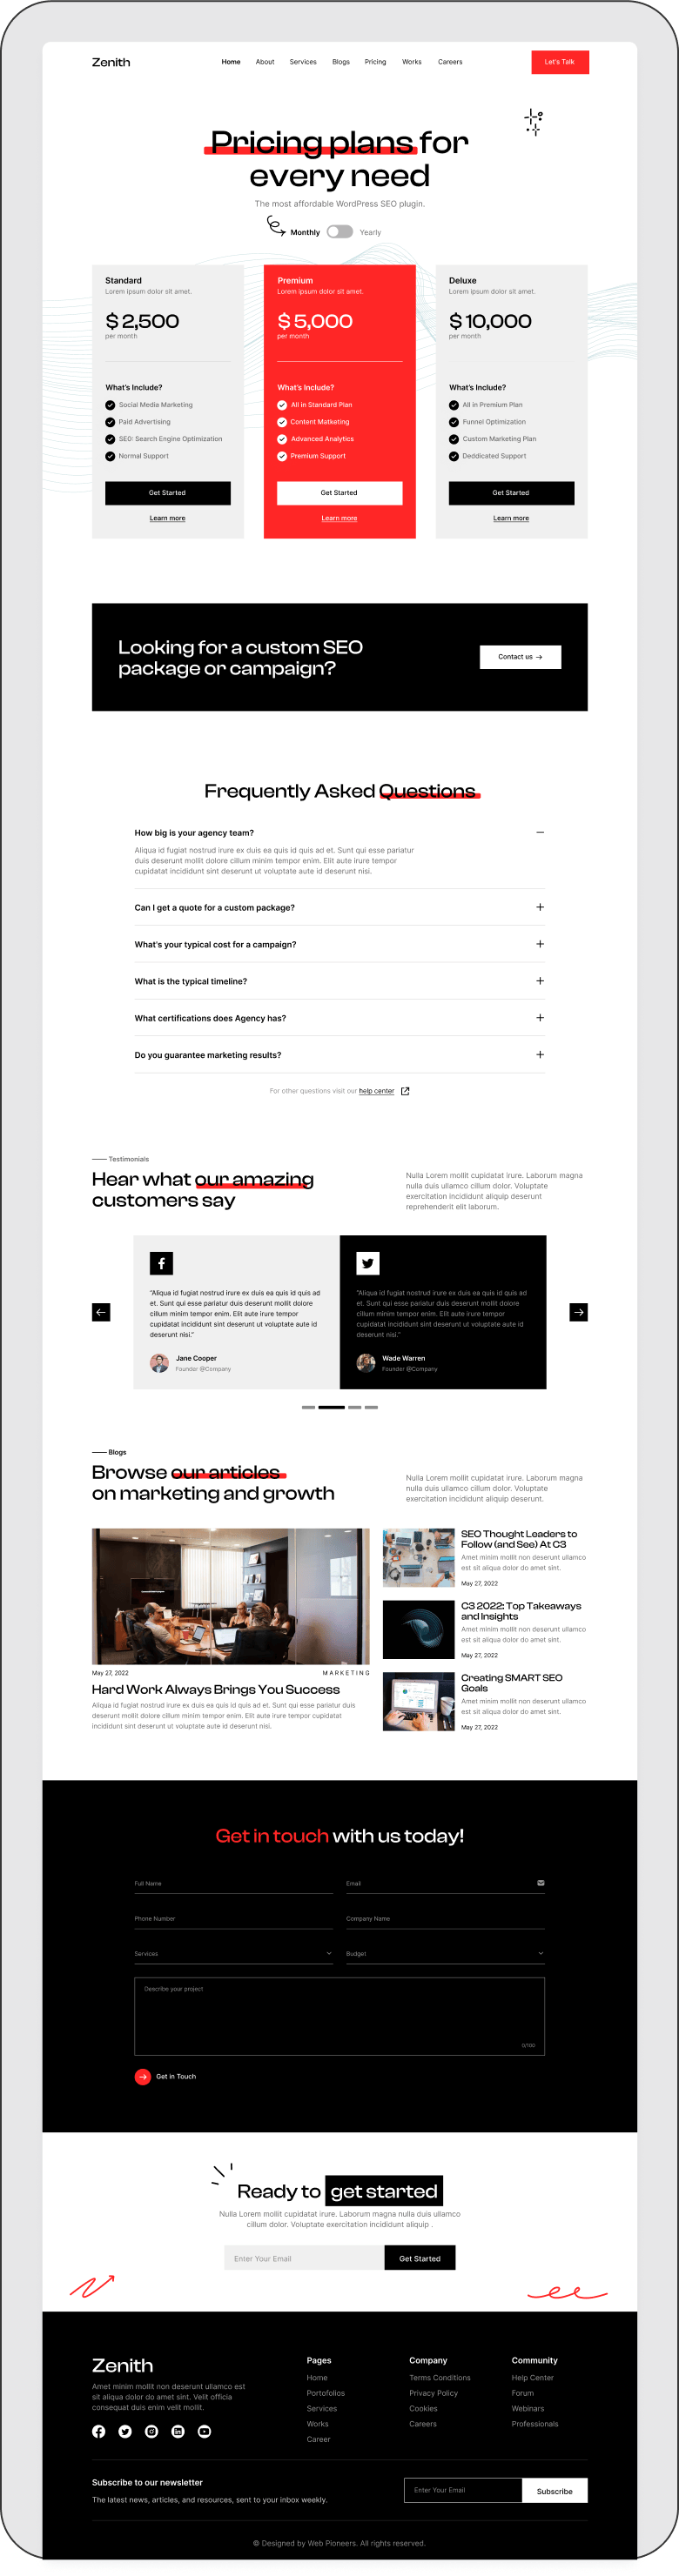 Zenith
Home About Services Blogs Pricing Works Careers
Let's Talk
Pricing plans for
every need
The most affordable WordPress SEO plugin.
Monthly
Yearly
Standard
Lorem ipsum dolor sit amet.
$ 2,500
per month
What's Include?
Social Media Marketing
Paid Advertising
SEO: Search Engine Optimization
Normal Support
Get Started
Learn more
Premium
Lorem ipsum dolor sit amet.
$ 5,000
per month
What's Include?
All in Standard Plan
Content Matketing
Advanced Analytics
Premium Support
Get Started
Learn more
Deluxe
Lorem ipsum dolor sit amet.
$ 10,000
per month
What's Include?
All in Premium Plan
Funnel Optimization
Custom Marketing Plan
Deddicated Support
Get Started
Learn more
Looking for a custom SEO
package or campaign?
Contact us →
Frequently Asked Questions
How big is your agency team?
Aliqua id fugiat nostrud irure ex duis ea quis id quis ad et. Sunt qui esse pariatur
duis deserunt mollit dolore cillum minim tempor enim. Elit aute irure tempor
cupidatat incididunt sint deserunt ut voluptate aute id deserunt nisi.
Can I get a quote for a custom package?
What's your typical cost for a campaign?
What is the typical timeline?
What certifications does Agency has?
Do you guarantee marketing results?
For other questions visit our help center
Testimonials
Hear what our amazing
customers say
Nulla Lorem mollit cupidatat irure. Laborum magna
nulla duis ullamco cillum dolor. Voluptate
exercitation incididunt aliquip deserunt
reprehenderit elit laborum.
"Aliqua id fugiat nostrud irure ex duis ea quis id quis ad
et. Sunt qui esse pariatur duis deserunt mollit dolore
cillum minim tempor enim. Elit aute irure tempor
cupidatat incididunt sint deserunt ut voluptate aute id
deserunt nisi."
Jane Cooper
Founder @Company
"Aliqua id fugiat nostrud irure ex duis ea quis id quis ad
et. Sunt qui esse pariatur duis deserunt mollit dolore
cillum minim tempor enim. Elit aute irure tempor
cupidatat incididunt sint deserunt ut voluptate aute id
deserunt nisi."
Wade Warren
Founder @Company
Blogs
Browse our articles
on marketing and growth
Nulla Lorem mollit cupidatat irure. Laborum magna
nulla duis ullamco cillum dolor. Voluptate
exercitation incididunt aliquip deserunt.
May 27, 2022
MARKETING
Hard Work Always Brings You Success
Aliqua id fugiat nostrud irure ex duis ea quis id quis ad et. Sunt qui esse pariatur duis
deserunt mollit dolore cillum minim tempor enim. Elit aute irure tempor cupidatat
incididunt sint deserunt ut voluptate aute id deserunt nisi.
SEO Thought Leaders to
Follow (and See) At C3
Amet minim mollit non deserunt ullamco
est sit aliqua dolor do amet sint.
May 27, 2022
C3 2022: Top Takeaways
and Insights
Amet minim mollit non deserunt ullamco
est sit aliqua dolor do amet sint.
May 27, 2022
Creating SMART SEO
Goals
Amet minim mollit non deserunt ullamco
est sit aliqua dolor do amet sint.
May 27, 2022
Get in touch with us today!
Full Name
Email
Phone Number
Company Name
Services
Budget
Describe your project
0/100
Get in Touch
Ready to get started
Nulla Lorem mollit cupidatat irure. Laborum magna nulla duis ullamco
cillum dolor. Voluptate exercitation incididunt aliquip .
Enter Your Email
Get Started
Zenith
Amet minim mollit non deserunt ullamco est
sit aliqua dolor do amet sint. Velit officia
consequat duis enim velit mollit.
Pages
Home
Portofolios
Services
Works
Career
Company
Terms Conditions
Privacy Policy
Cookies
Careers
Community
Help Center
Forum
Webinars
Professionals
Subscribe to our newsletter
The latest news, articles, and resources, sent to your inbox weekly.
Enter Your Email
Subscribe
© Designed by Web Pioneers. All rights reserved.